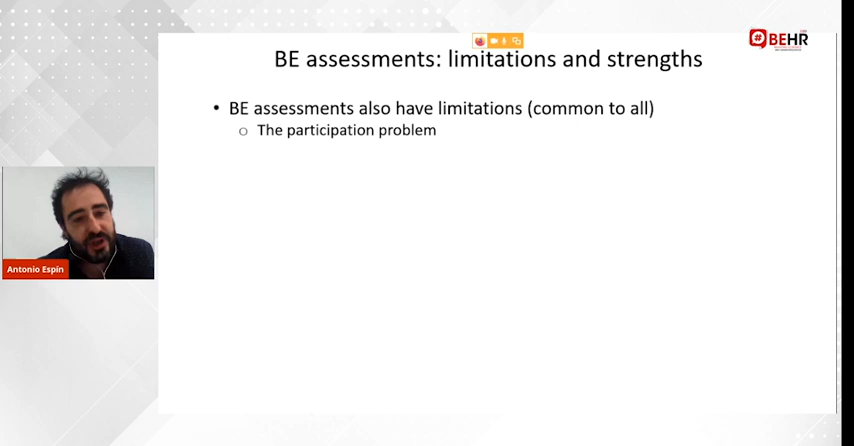 #BEHR
BE assessments: limitations and strengths
• BE assessments also have limitations (common to all)
o The participation problem
Antonio Espín